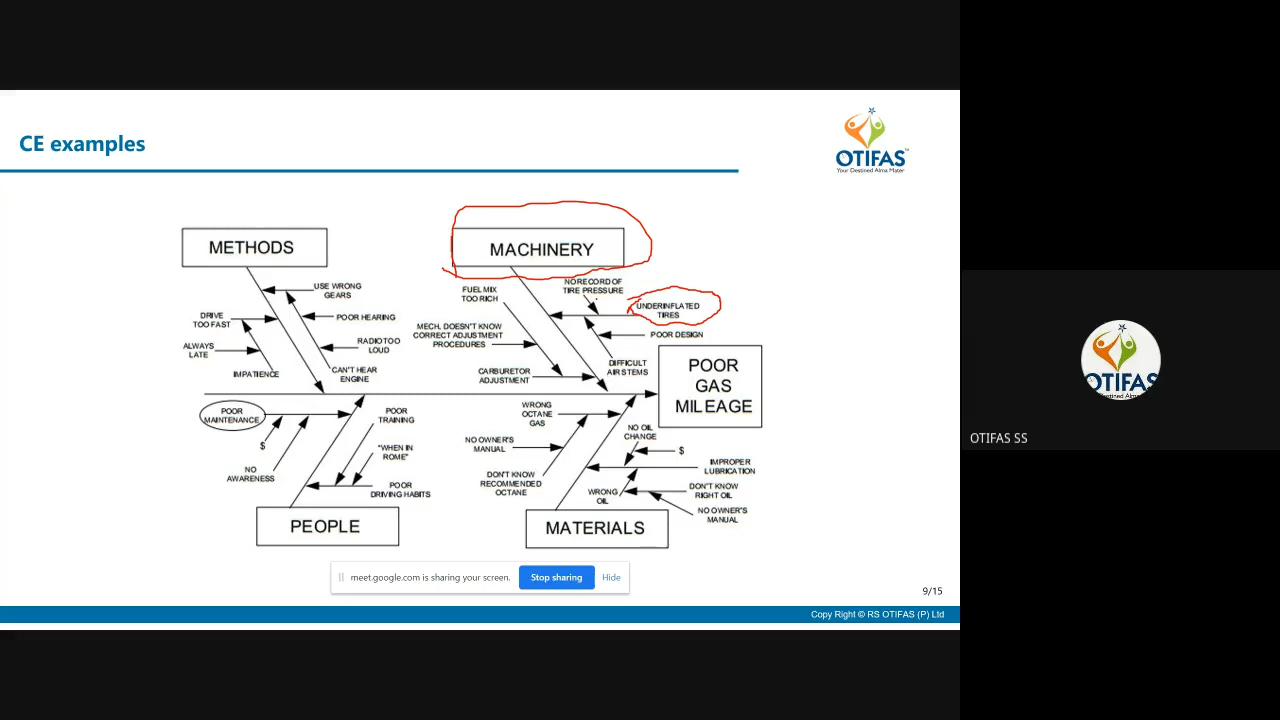 CE examples
OTIFAS™
Your Destined Alma Mater
METHODS
MACHINERY
USE WRONG
GEARS
DRIVE
TOO FAST
POOR HEARING
ALWAYS
LATE
RADIO TOO
LOUD
IMPATIENCE
CAN'T HEAR
ENGINE
FUEL MIX
TOO RICH
NO RECORD OF
TIRE PRESSURE
UNDERINFLATED
TIRES
MECH. DOESN'T KNOW
CORRECT ADJUSTMENT
PROCEDURES
POOR DESIGN
CARBURETOR
ADJUSTMENT
DIFFICULT
AIR STEMS
POOR
GAS
MILEAGE
POOR
MAINTENANCE
$
NO
AWARENESS
POOR
TRAINING
"WHEN IN
ROME"
POOR
DRIVING HABITS
WRONG
OCTANE
GAS
NO OWNER'S
MANUAL
DON'T KNOW
RECOMMENDED
OCTANE
NO OIL
CHANGE
$
IMPROPER
LUBRICATION
WRONG
OIL
DON'T KNOW
RIGHT OIL
NO OWNER'S
MANUAL
PEOPLE
MATERIALS
meet.google.com is sharing your screen.
Stop sharing
Hide
9/15
Copy Right © RS OTIFAS (P) Ltd
OTIFAS
OTIFAS SS